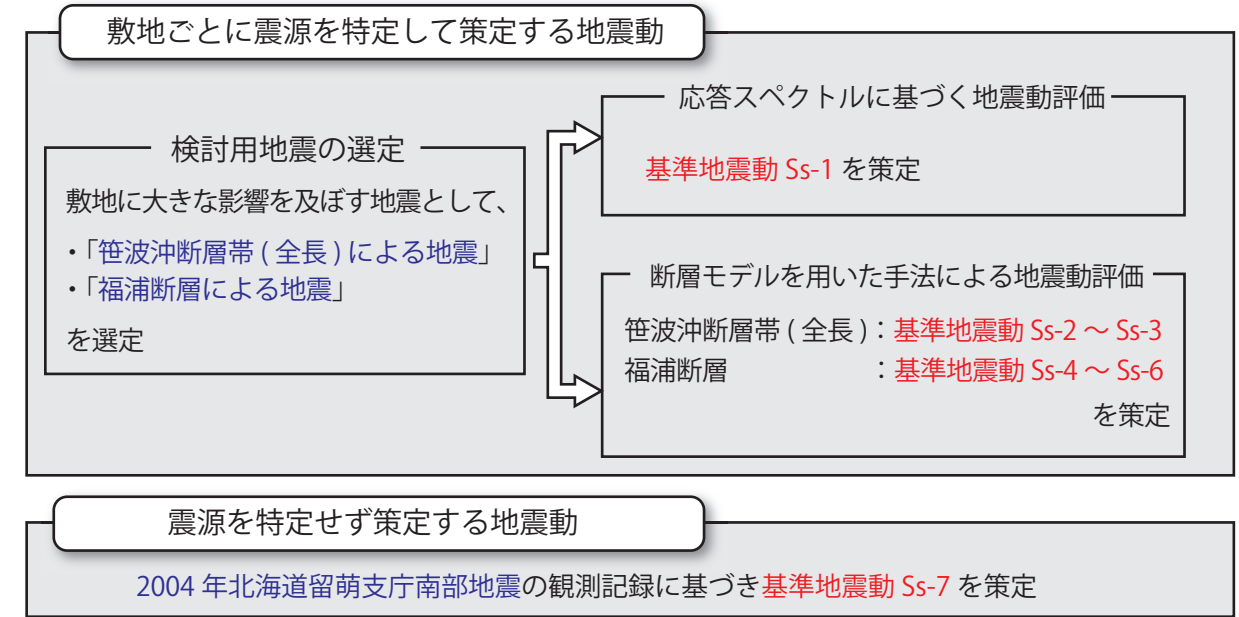 敷地ごとに震源を特定して策定する地震動
検討用地震の選定
敷地に大きな影響を及ぼす地震として、
・「笹波沖断層帯 ( 全長 ) による地震」
・「福浦断層による地震」
を選定
応答スペクトルに基づく地震動評価
基準地震動 Ss-1 を策定
断層モデルを用いた手法による地震動評価
笹波沖断層帯 ( 全長 ) : 基準地震動 Ss-2 ～ Ss-3
福浦断層 : 基準地震動 Ss-4 ～ Ss-6
を策定
震源を特定せず策定する地震動
2004 年北海道留萌支庁南部地震の観測記録に基づき基準地震動 Ss-7 を策定